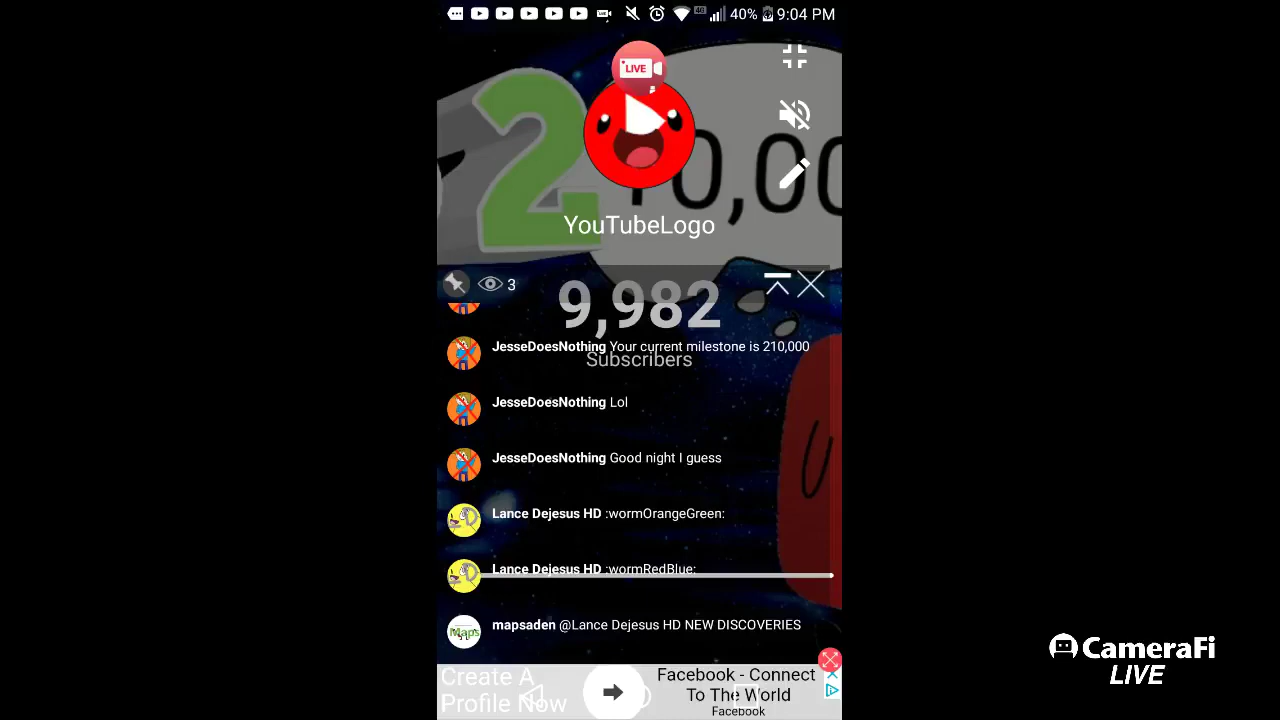 4G 40% 9:04 PM
LIVE
2
10,00
YouTubeLogo
3
9,982
Subscribers
JesseDoesNothing Your current milestone is 210,000
JesseDoesNothing Lol
JesseDoesNothing Good night I guess
Lance Dejesus HD :wormOrangeGreen:
Lance Dejesus HD :wormRedBlue:
Maps
mapsaden @Lance Dejesus HD NEW DISCOVERIES
Create A
Profile Now
Facebook - Connect
To The World
Facebook
CameraFi
LIVE